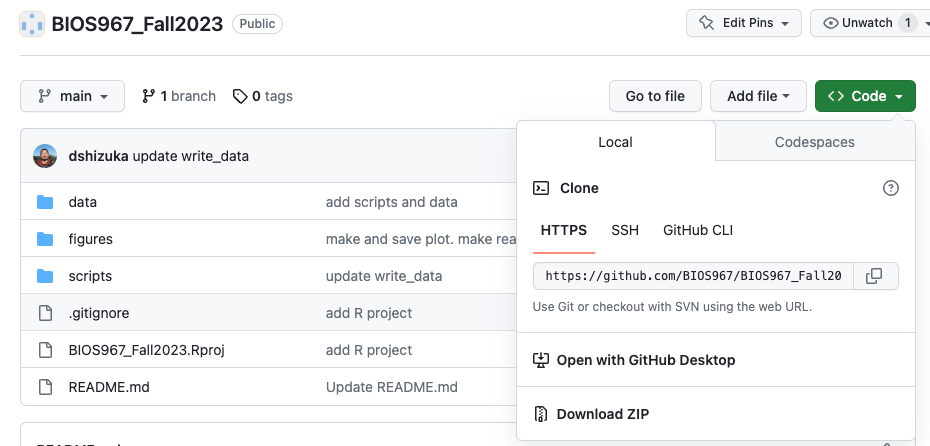 BIOS967_Fall2023 Public Edit Pins Unwatch 1
main 1 branch 0 tags Go to file Add file <> Code
dshizuka update write_data
Local Codespaces
data add scripts and data
Clone
figures make and save plot. make rea
HTTPS SSH GitHub CLI
scripts update write_data
https://github.com/BIOS967/BIOS967_Fall20
.gitignore add R project
Use Git or checkout with SVN using the web URL.
BIOS967_Fall2023.Rproj add R project
Open with GitHub Desktop
README.md Update README.md
Download ZIP